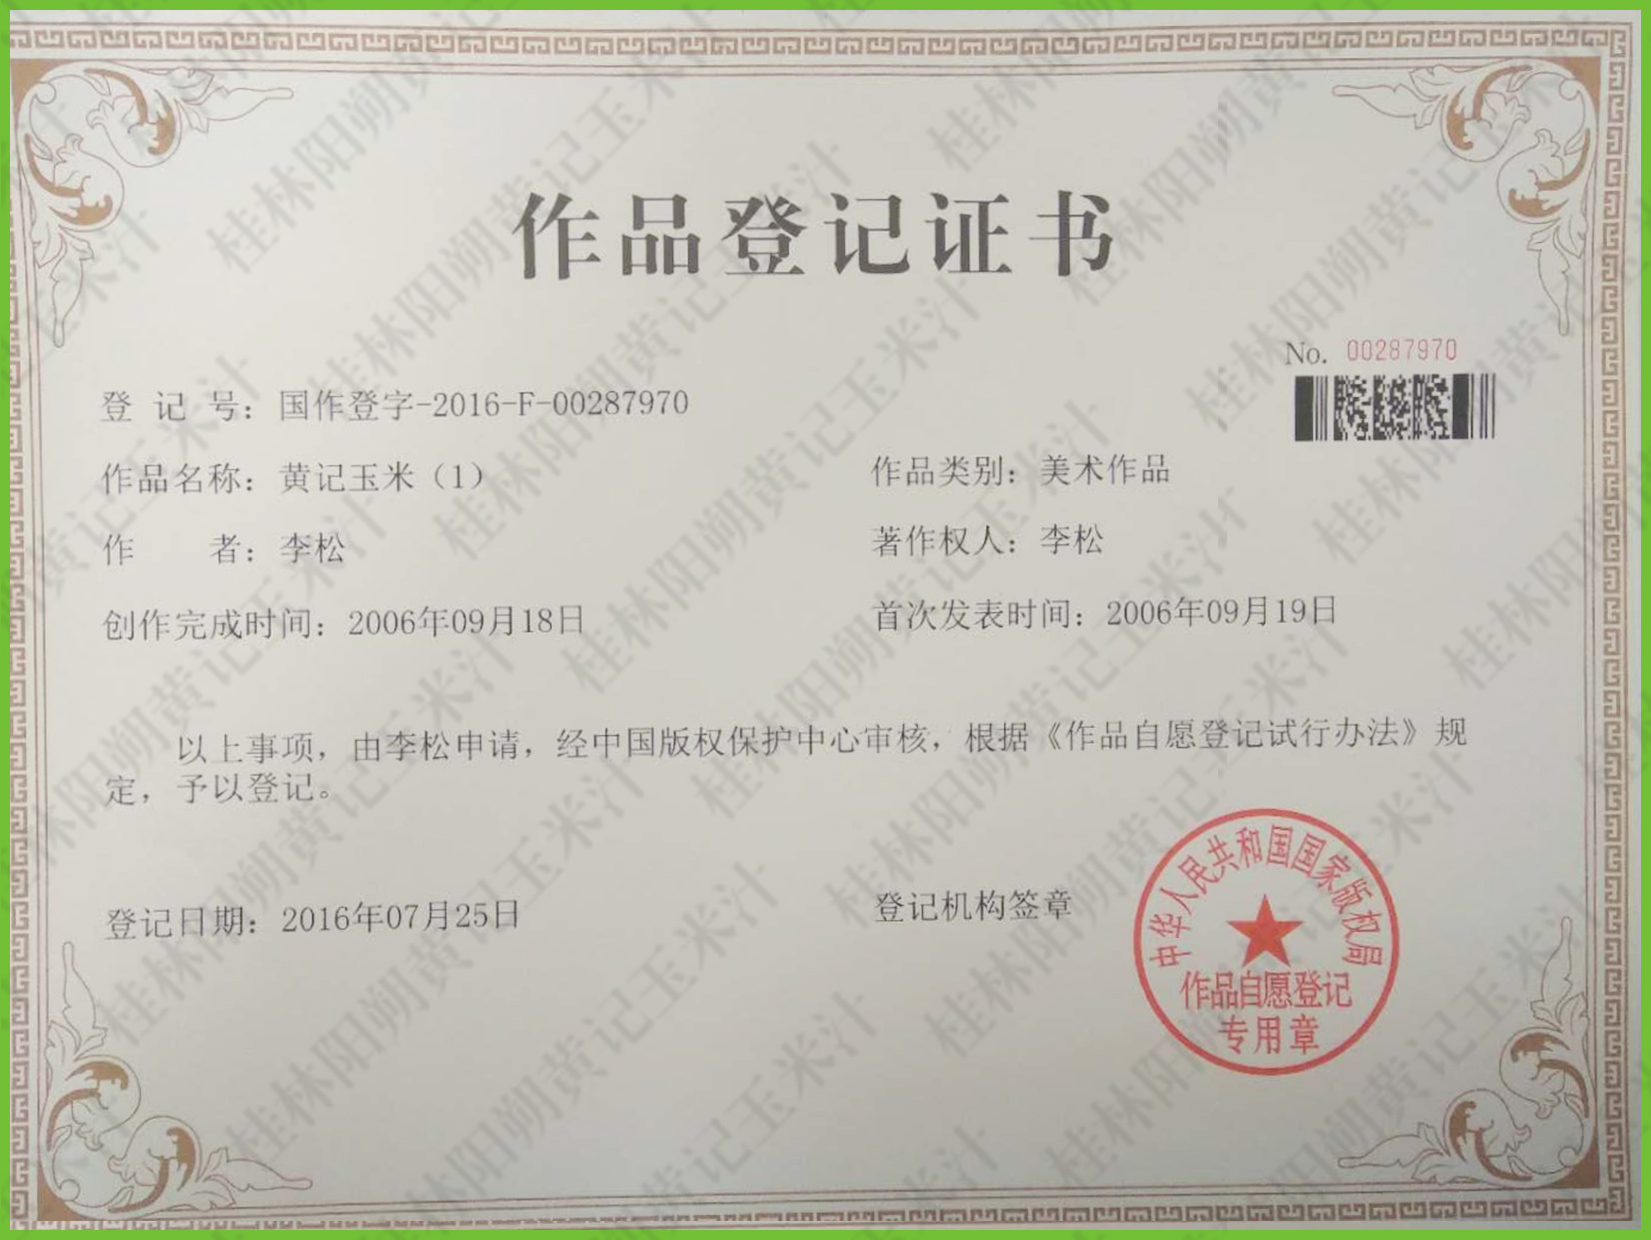 作品登记证书
No. 00287970
登 记 号：国作登字-2016-F-00287970
作品名称：黄记玉米（1）
作品类别：美术作品
作 者：李松
著作权人：李松
创作完成时间：2006年09月18日
首次发表时间：2006年09月19日
以上事项，由李松申请，经中国版权保护中心审核，根据《作品自愿登记试行办法》规
定，予以登记。
登记日期：2016年07月25日
登记机构签章
中华人民共和国国家版权局
作品自愿登记
专用章
桂林阳朔黄记玉米汁